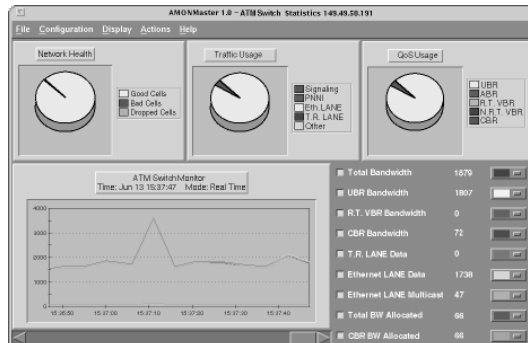 AMONMaster 1.0 - ATM Switch Statistics 149.49.50.191
File Configuration Display Actions Help
Network Health
Good Cells
Bad Cells
Dropped Cells
Traffic Usage
Signaling
PNNI
Eth. LANE
T.R. LANE
Other
QoS Usage
UBR
ABR
R.T. VBR
N.R.T. VBR
CBR
ATM SwitchMonitor
Time: Jun 13 15:37:47 Mode: Real Time
4000
3000
2000
1000
0
15:36:50 15:37:00 15:37:10 15:37:20 15:37:30 15:37:40
Total Bandwidth 1879
UBR Bandwidth 1807
R.T. VBR Bandwidth 0
CBR Bandwidth 72
T.R. LANE Data 0
Ethernet LANE Data 1738
Ethernet LANE Multicast 47
Total BW Allocated 66
CBR BW Allocated 66